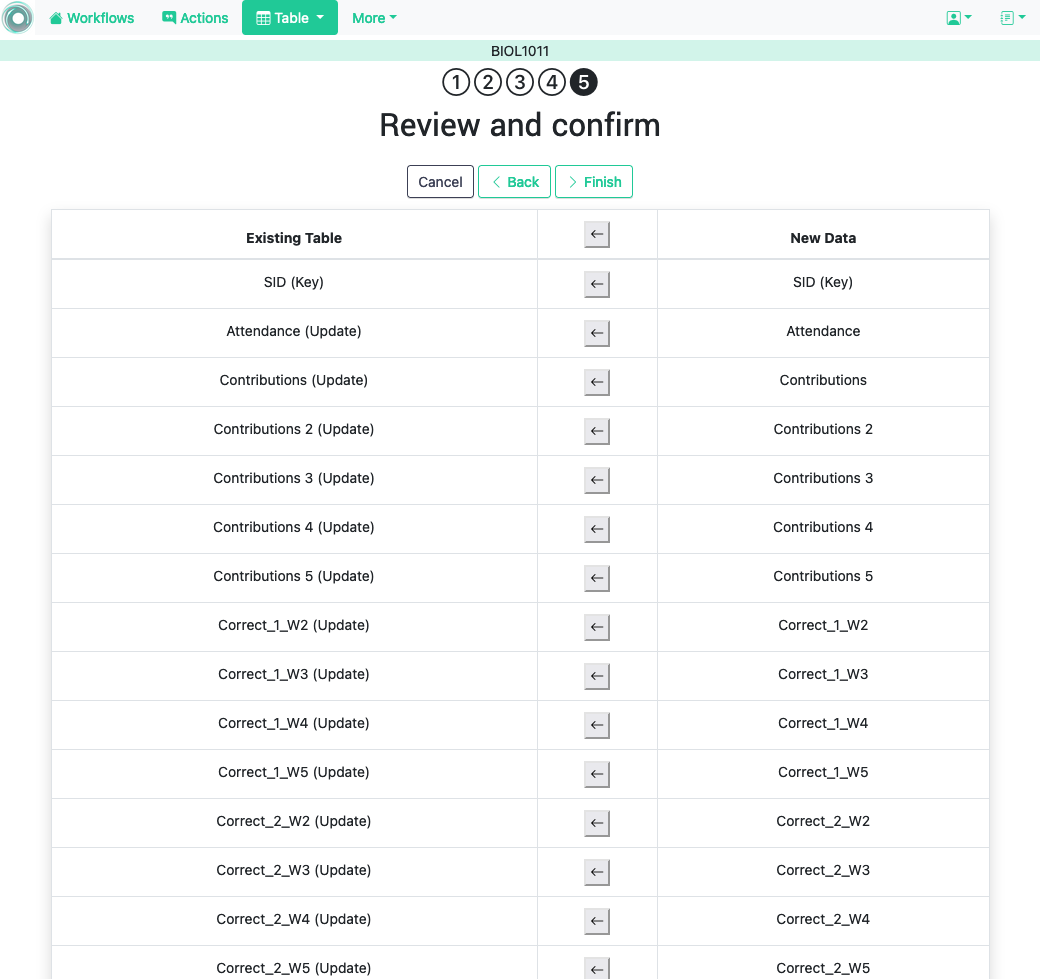 Workflows Actions Table More
BIOL1011
1 2 3 4 5
Review and confirm
Cancel Back Finish
Existing Table ← New Data
SID (Key) ← SID (Key)
Attendance (Update) ← Attendance
Contributions (Update) ← Contributions
Contributions 2 (Update) ← Contributions 2
Contributions 3 (Update) ← Contributions 3
Contributions 4 (Update) ← Contributions 4
Contributions 5 (Update) ← Contributions 5
Correct_1_W2 (Update) ← Correct_1_W2
Correct_1_W3 (Update) ← Correct_1_W3
Correct_1_W4 (Update) ← Correct_1_W4
Correct_1_W5 (Update) ← Correct_1_W5
Correct_2_W2 (Update) ← Correct_2_W2
Correct_2_W3 (Update) ← Correct_2_W3
Correct_2_W4 (Update) ← Correct_2_W4
Correct_2_W5 (Update) ← Correct_2_W5